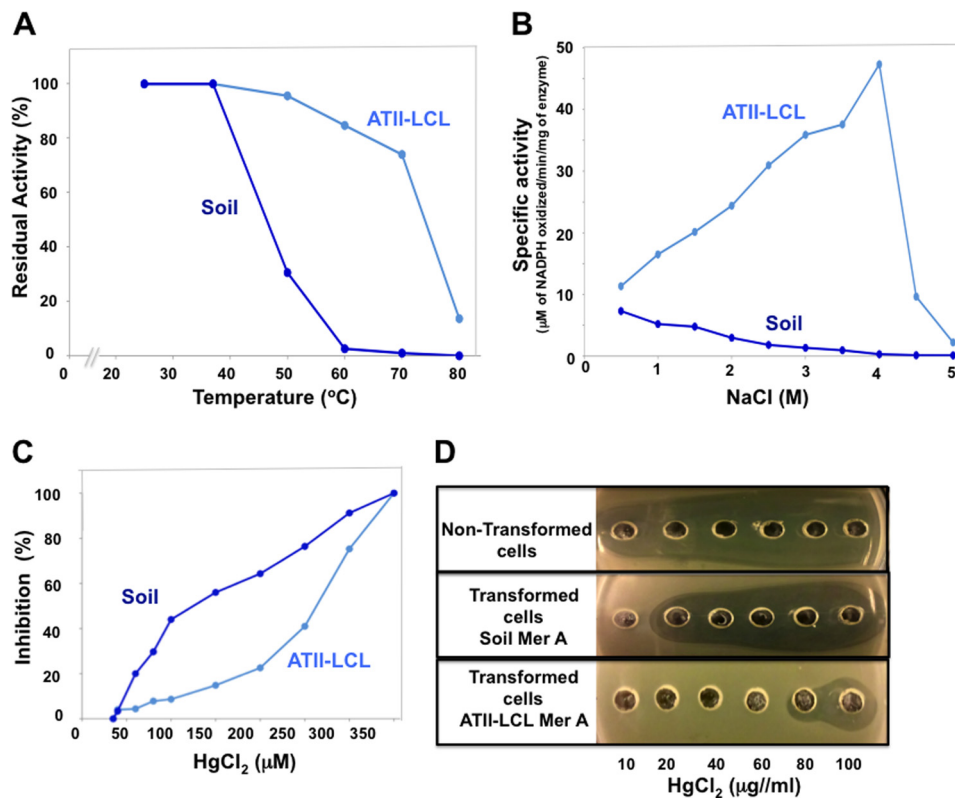 A
Residual Activity (%)
100
80
60
40
20
0
0
20
30
40
50
60
70
80
Temperature (°C)
ATII-LCL
Soil
B
Specific activity
(µM of NADPH oxidized/min/mg of enzyme)
50
40
30
20
10
0
0
1
2
3
4
5
NaCl (M)
ATII-LCL
Soil
C
Inhibition (%)
100
80
60
40
20
0
0
50
100
150
200
250
300
350
HgCl₂ (µM)
Soil
ATII-LCL
D
Non-Transformed
cells
Transformed
cells
Soil Mer A
Transformed
cells
ATII-LCL Mer A
10 20 40 60 80 100
HgCl₂ (µg//ml)